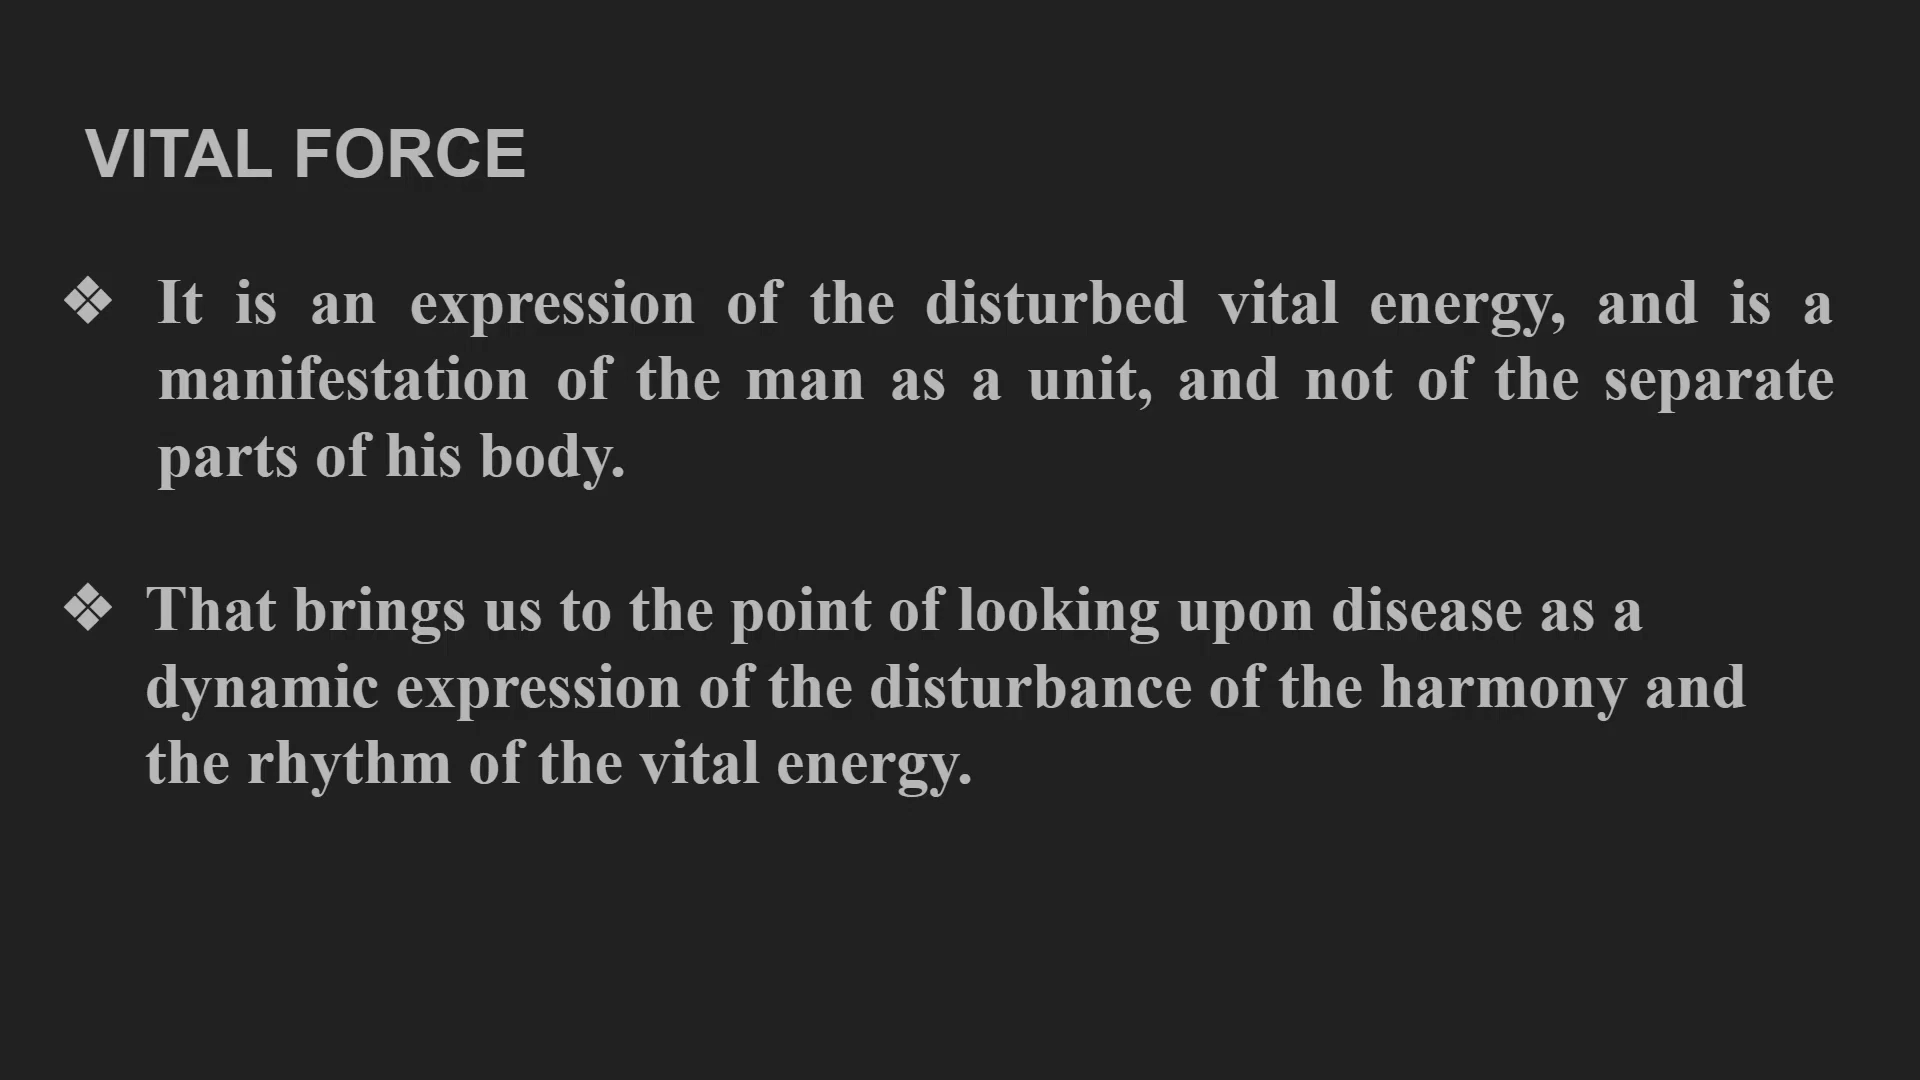 VITAL FORCE
❖ It is an expression of the disturbed vital energy, and is a
manifestation of the man as a unit, and not of the separate
parts of his body.
❖ That brings us to the point of looking upon disease as a
dynamic expression of the disturbance of the harmony and
the rhythm of the vital energy.